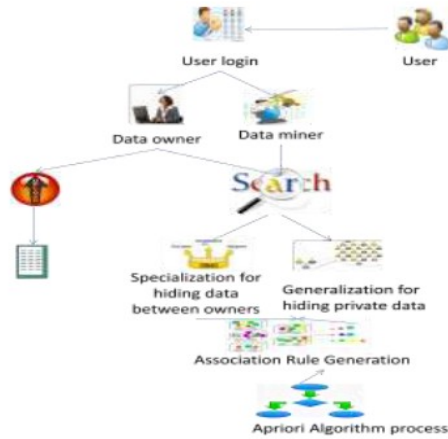 User login
User
Data owner
Data miner
Search
Specialization for
hiding data
between owners
Generalization for
hiding private data
Association Rule Generation
Apriori Algorithm process